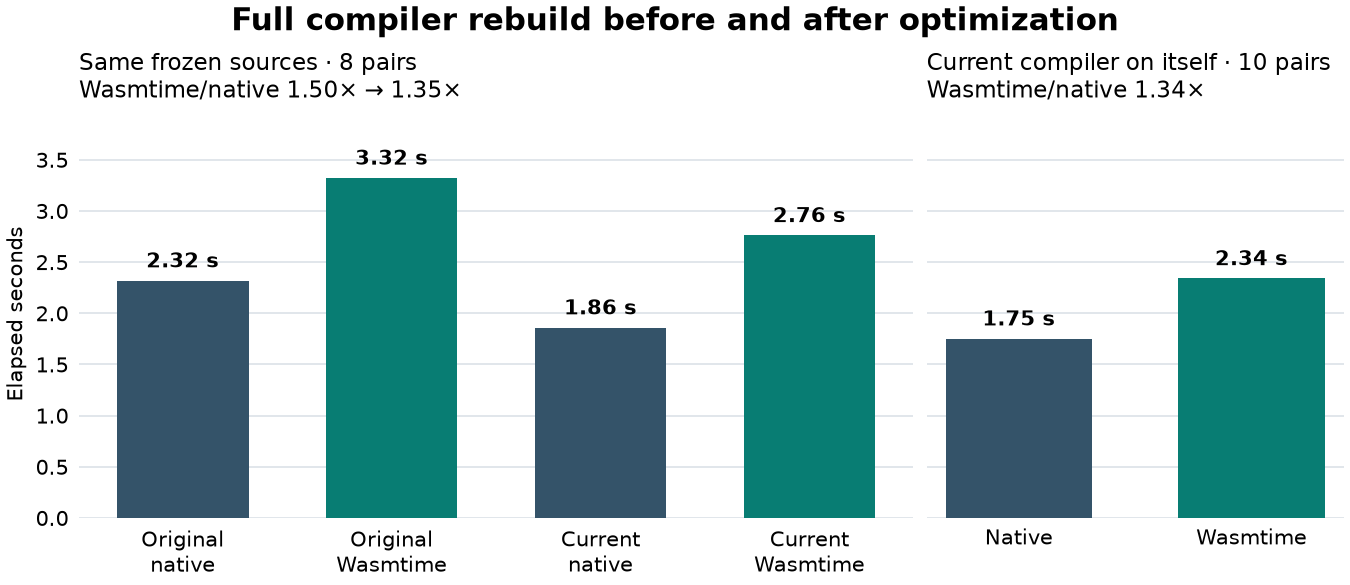 Full compiler rebuild before and after optimization
Same frozen sources · 8 pairs
Wasmtime/native 1.50× → 1.35×
Current compiler on itself · 10 pairs
Wasmtime/native 1.34×
Elapsed seconds
3.5
3.0
2.5
2.0
1.5
1.0
0.5
0.0
2.32 s
3.32 s
1.86 s
2.76 s
1.75 s
2.34 s
Original
native
Original
Wasmtime
Current
native
Current
Wasmtime
Native
Wasmtime